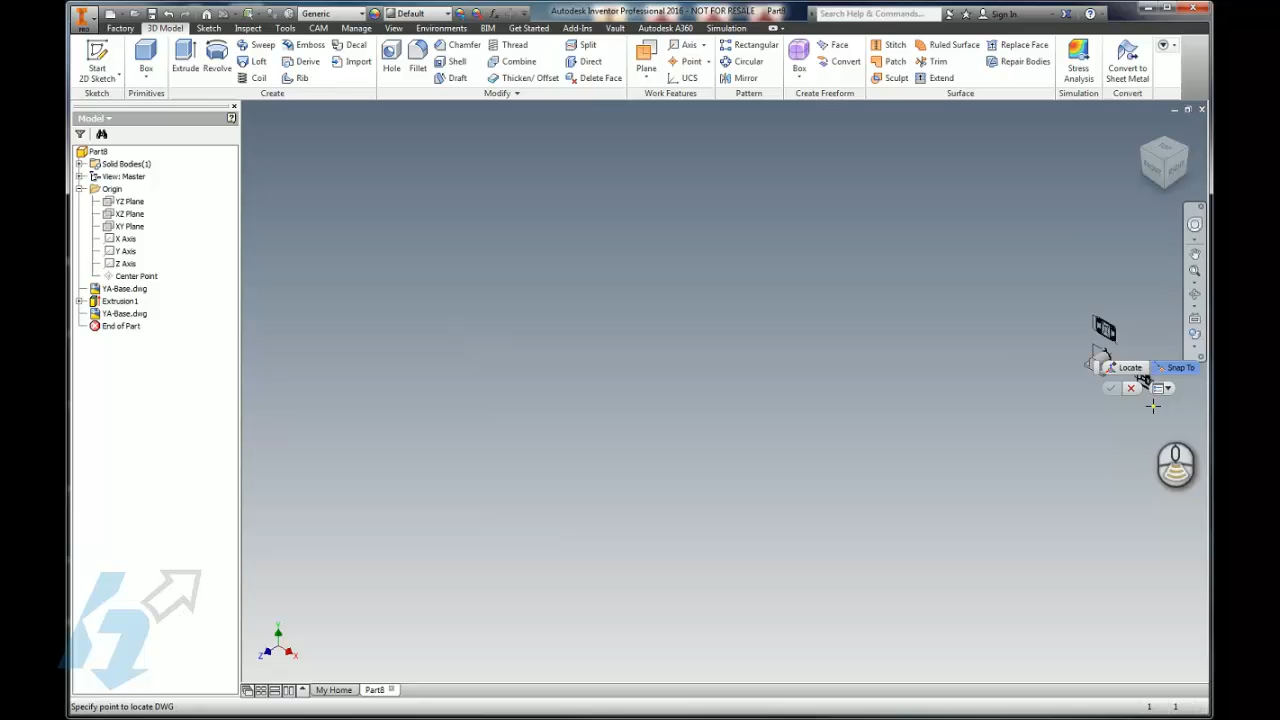 Generic
Default
Autodesk Inventor Professional 2016 - NOT FOR RESALE Part8
Search Help & Commands...
Sign In
PRO
Factory 3D Model Sketch Inspect Tools CAM Manage View Environments BIM Get Started Add-Ins Vault Autodesk A360 Simulation
Start
2D Sketch
Box
Extrude
Revolve
Sweep
Emboss
Decal
Loft
Derive
Import
Coil
Rib
Hole
Fillet
Chamfer
Thread
Split
Shell
Combine
Direct
Draft
Thicken/ Offset
Delete Face
Plane
Axis
Point
UCS
Rectangular
Circular
Mirror
Box
Face
Convert
Stitch
Ruled Surface
Replace Face
Patch
Trim
Repair Bodies
Sculpt
Extend
Stress
Analysis
Convert to
Sheet Metal
Sketch
Primitives
Create
Modify
Work Features
Pattern
Create Freeform
Surface
Simulation
Convert
Model
Part8
Solid Bodies(1)
View: Master
Origin
YZ Plane
XZ Plane
XY Plane
X Axis
Y Axis
Z Axis
Center Point
YA-Base.dwg
Extrusion1
YA-Base.dwg
End of Part
TOP
FRONT
RIGHT
Locate
Snap To
Y
Z
X
My Home
Part8
Specify point to locate DWG
1 1